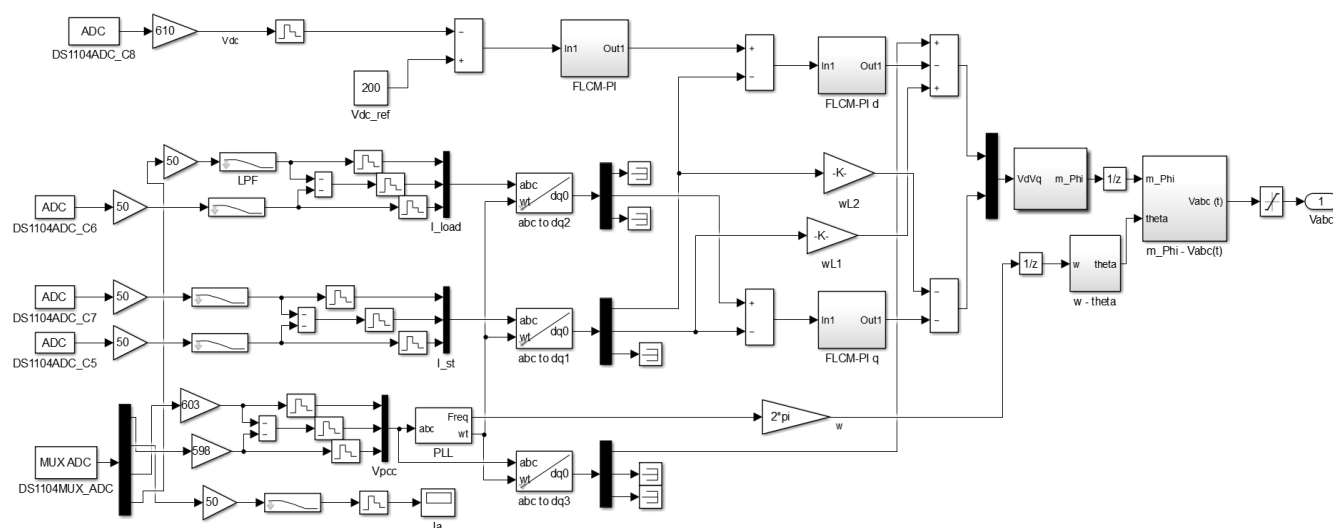 ADC
DS1104ADC_C8
610
Vdc
200
Vdc_ref
In1 Out1
FLCM-PI
In1 Out1
FLCM-PI d
50
LPF
ADC
DS1104ADC_C6
50
I_load
abc
wt
dq0
abc to dq2
-K-
wL2
-K-
wL1
VdVq m_Phi
1/z
m_Phi
theta
Vabc (t)
m_Phi - Vabc(t)
1
Vabc
1/z
w theta
w - theta
ADC
DS1104ADC_C7
50
ADC
DS1104ADC_C5
50
I_st
abc
wt
dq0
abc to dq1
In1 Out1
FLCM-PI q
MUX ADC
DS1104MUX_ADC
603
598
Vpcc
abc
Freq
wt
PLL
2*pi
w
abc
wt
dq0
abc to dq3
50
Ia